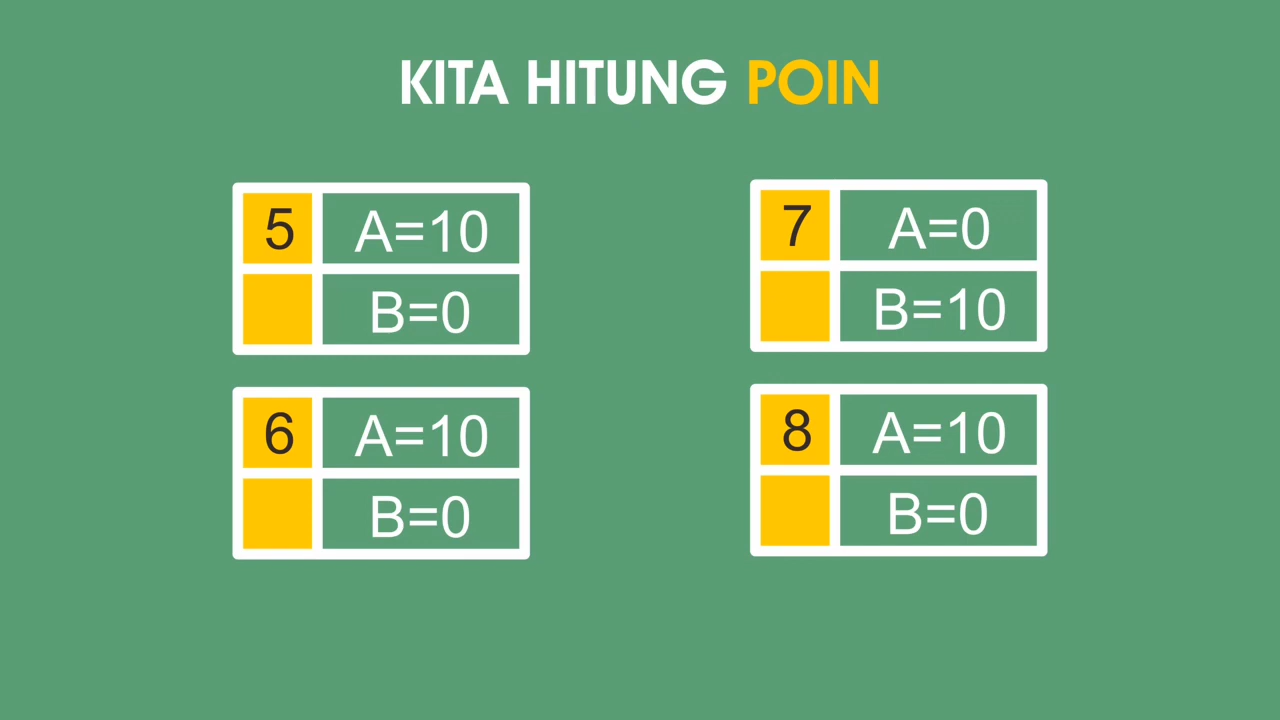 KITA HITUNG POIN
5 A=10
B=0
6 A=10
B=0
7 A=0
B=10
8 A=10
B=0